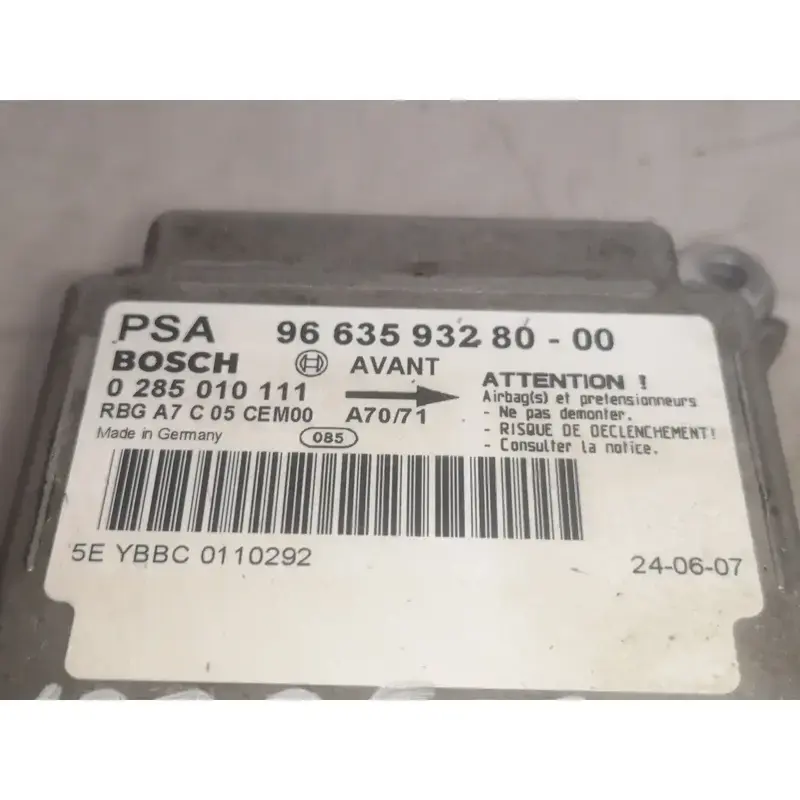 PSA 96 635 932 80 - 00
BOSCH AVANT
0 285 010 111
RBG A7 C 05 CEM00 A70/71
Made in Germany 085
ATTENTION !
Airbag(s) et pretensionneurs
- Ne pas demonter.
- RISQUE DE DECLENCHEMENT!
- Consulter la notice.
5E YBBC 0110292
24-06-07